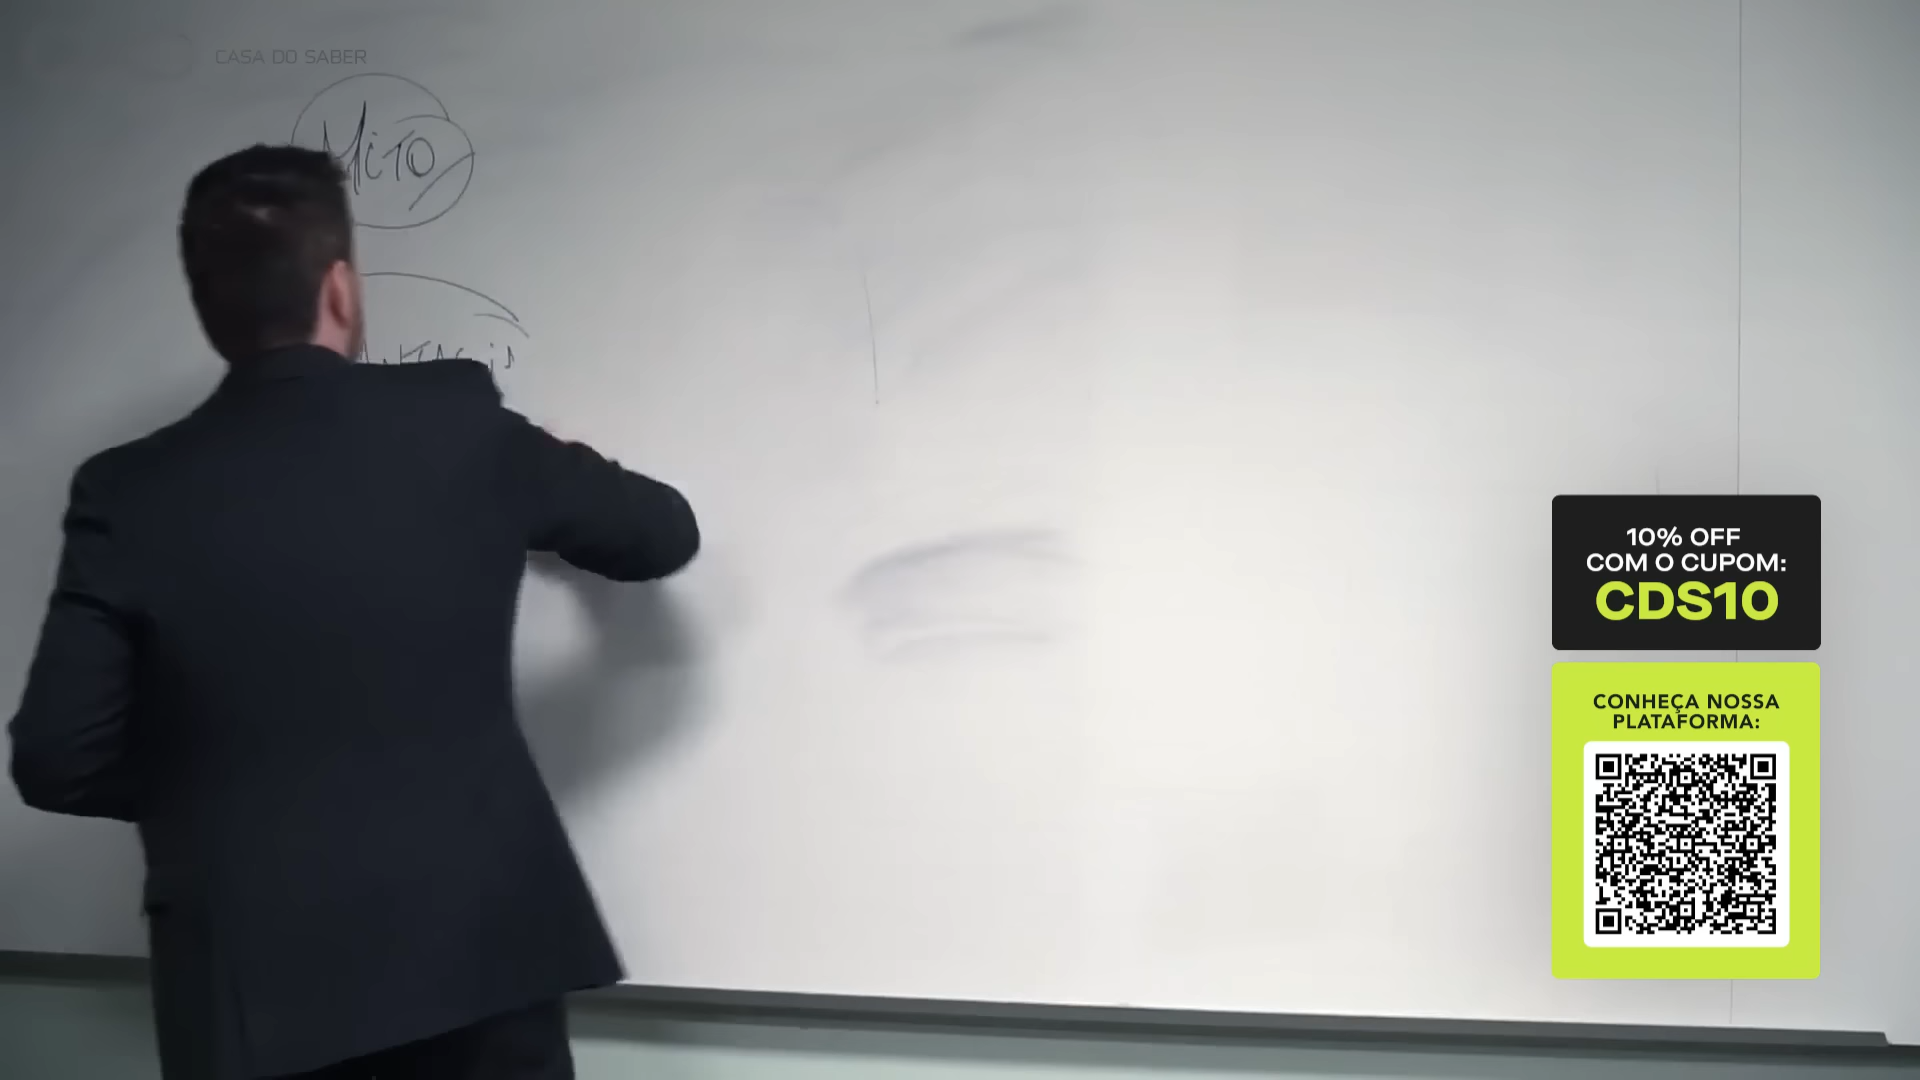 CASA DO SABER
MiTO
10% OFF
COM O CUPOM:
CDS10
CONHEÇA NOSSA
PLATAFORMA: